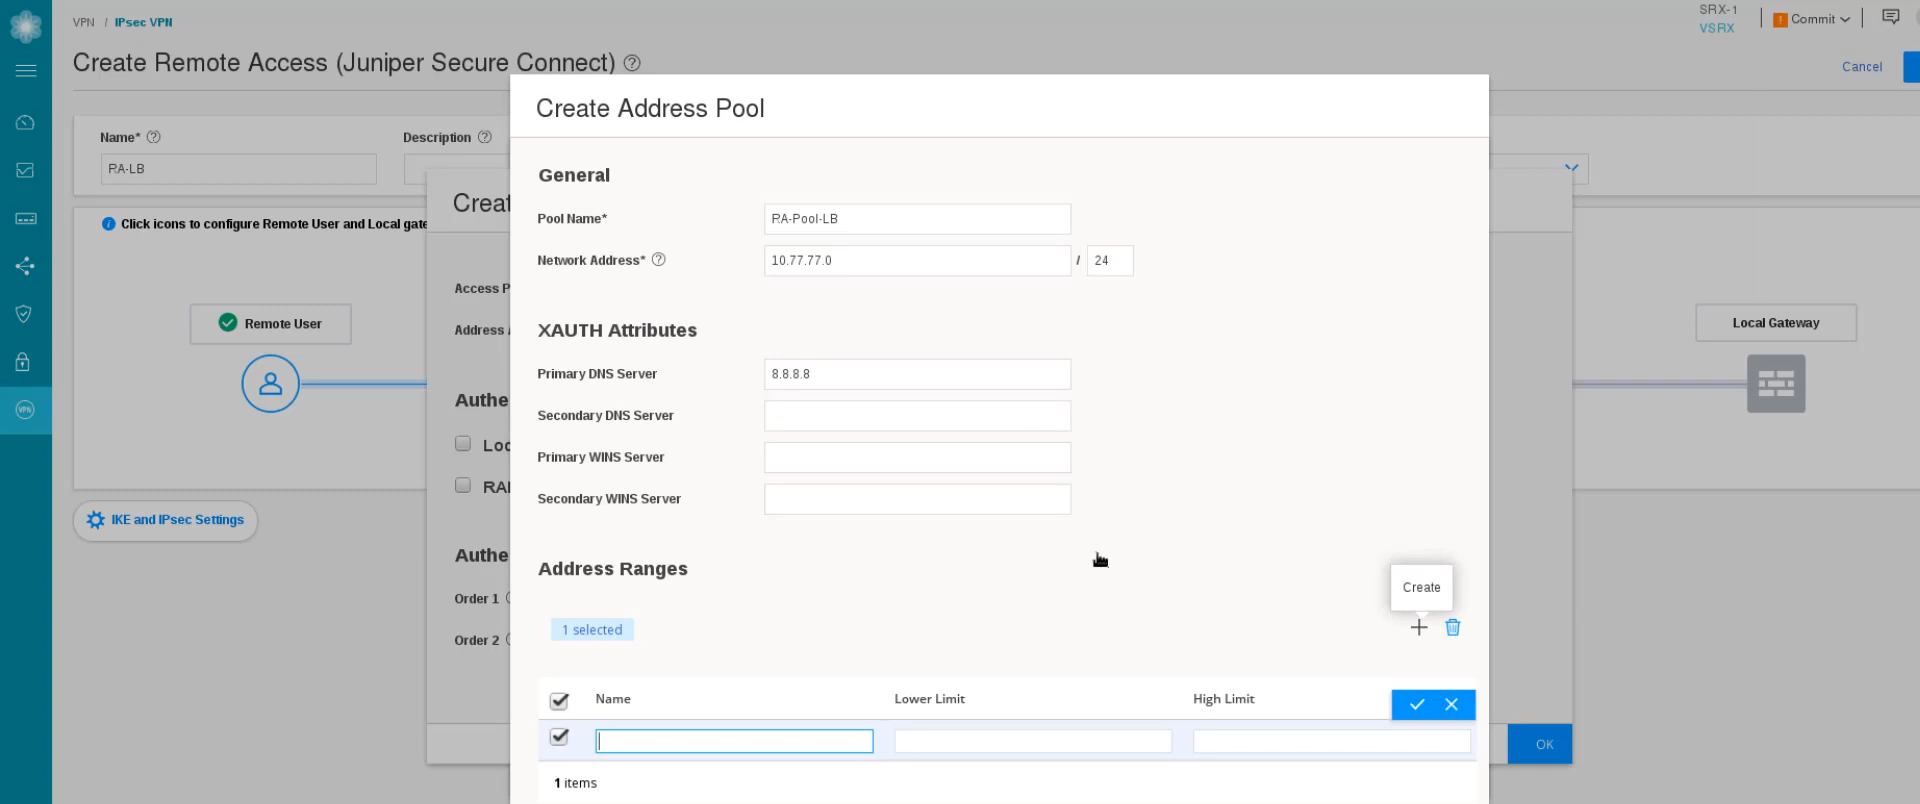 VPN / IPsec VPN
SRX-1
VSRX
Commit
Create Remote Access (Juniper Secure Connect)
Cancel
Name*
Description
RA-LB
Click icons to configure Remote User and Local gate
Remote User
Local Gateway
VPN
IKE and IPsec Settings
Creat
Access P
Address A
Authe
Loc
RAI
Authe
Order 1
Order 2
OK
Create Address Pool
General
Pool Name*
RA-Pool-LB
Network Address*
10.77.77.0 / 24
XAUTH Attributes
Primary DNS Server
8.8.8.8
Secondary DNS Server
Primary WINS Server
Secondary WINS Server
Address Ranges
Create
1 selected
Name Lower Limit High Limit
1 items